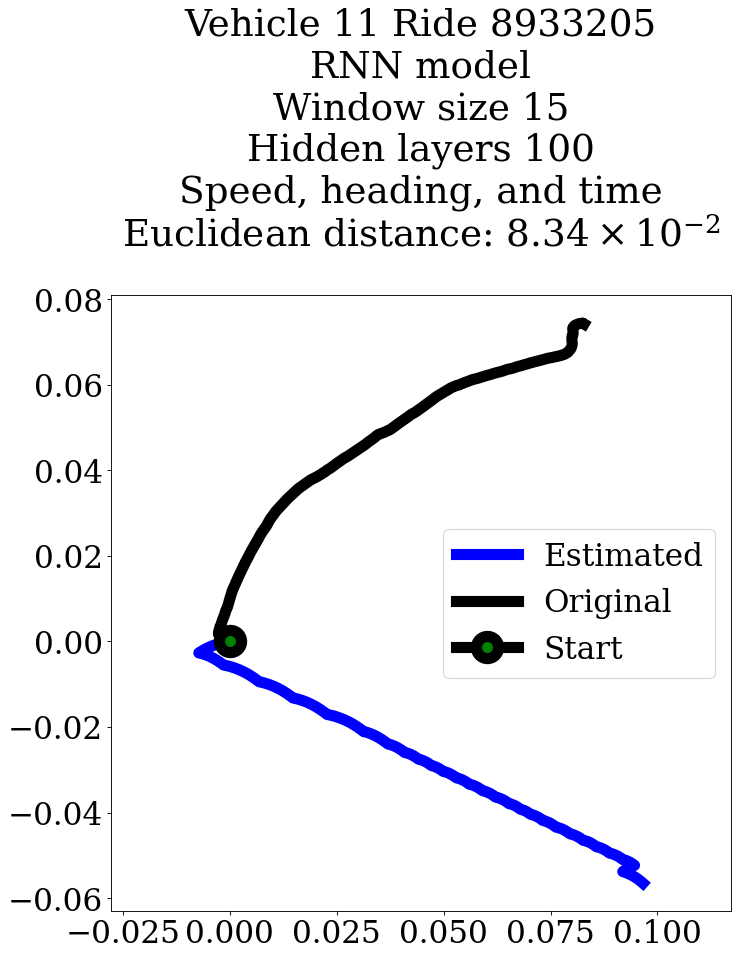 Vehicle 11 Ride 8933205
RNN model
Window size 15
Hidden layers 100
Speed, heading, and time
Euclidean distance: 8.34 × 10⁻²
0.08
0.06
0.04
0.02
0.00
−0.02
−0.04
−0.06
Estimated
Original
Start
−0.025 0.000 0.025 0.050 0.075 0.100